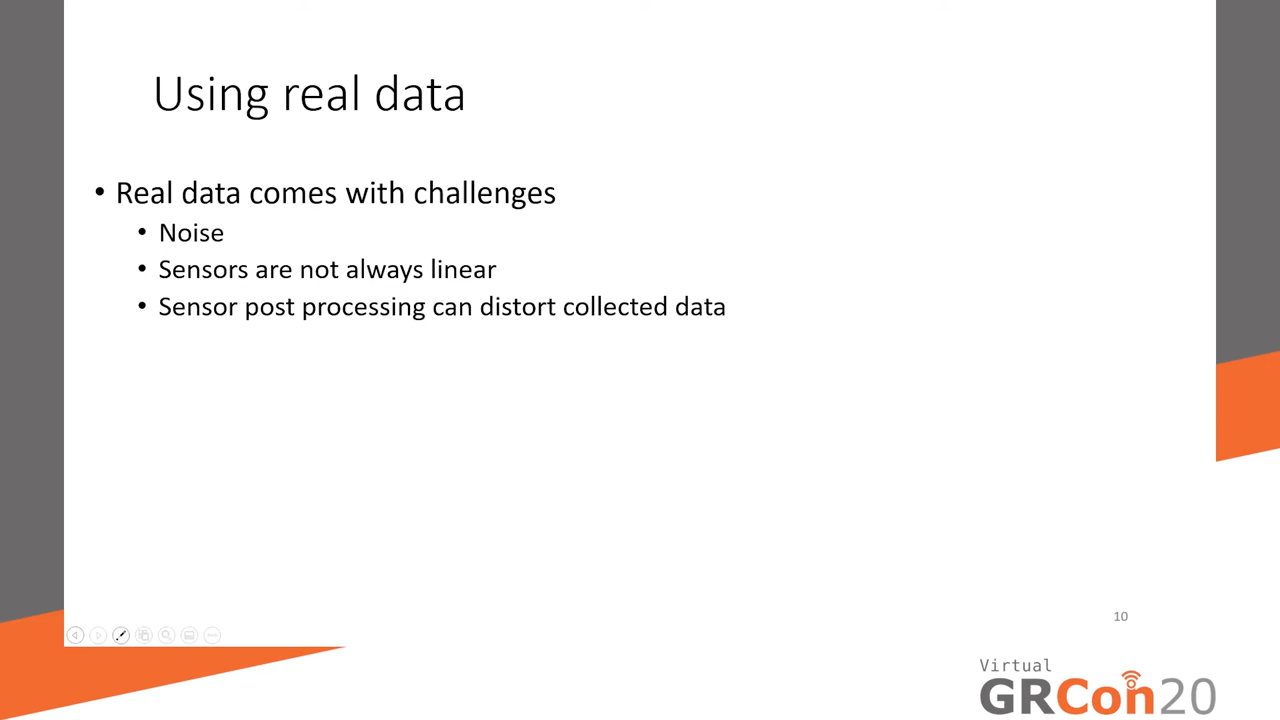 Using real data
• Real data comes with challenges
• Noise
• Sensors are not always linear
• Sensor post processing can distort collected data
10
Virtual
GRCon20